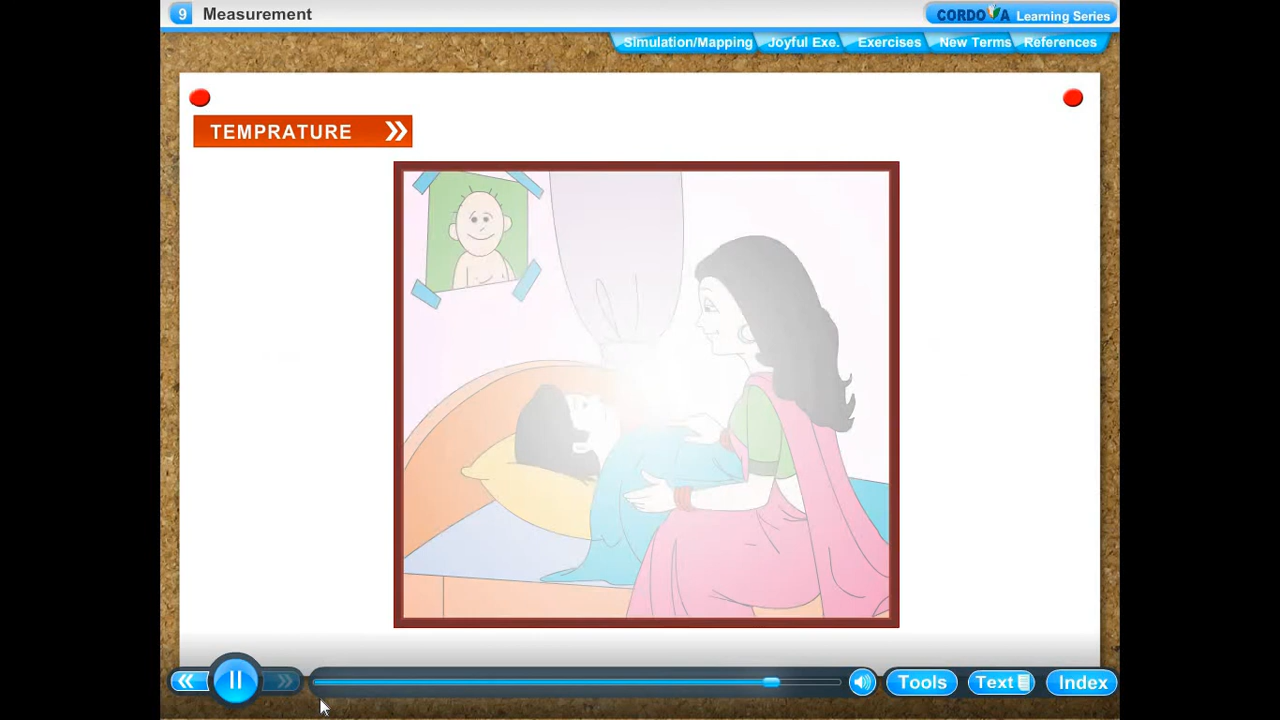 9 Measurement
CORDOVA Learning Series
Simulation/Mapping Joyful Exe. Exercises New Terms References
TEMPRATURE
Tools Text Index